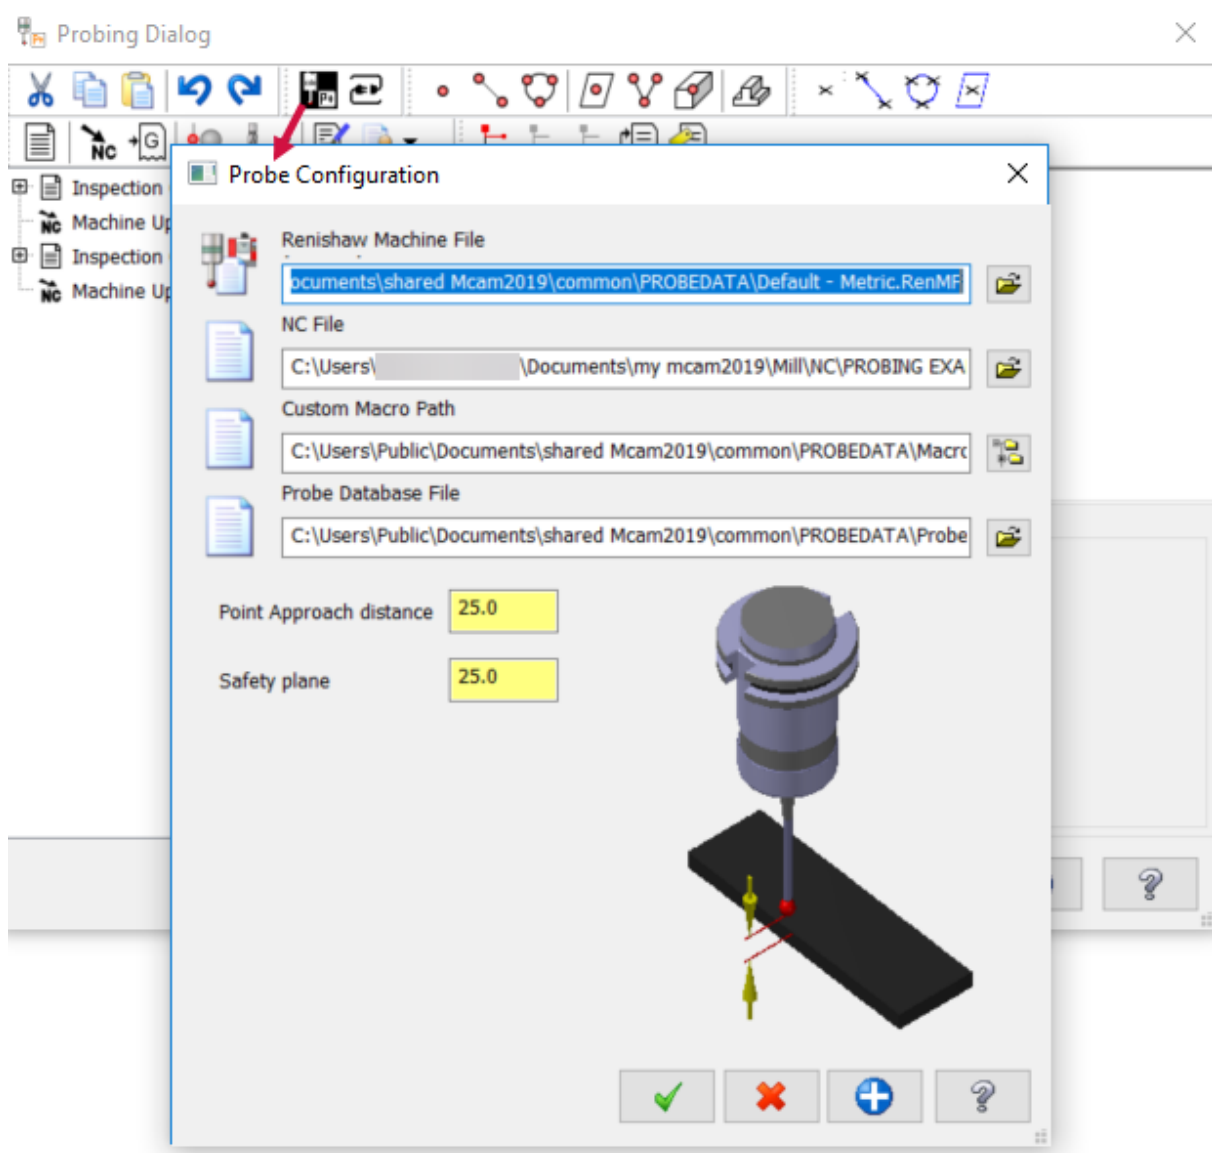 Probing Dialog
P+
NC
G
Inspection
Machine Up
Inspection
Machine Up
NC
NC
Probe Configuration
Renishaw Machine File
ocuments\shared Mcam2019\common\PROBEDATA\Default - Metric.RenMF
NC File
C:\Users\ \Documents\my mcam2019\Mill\NC\PROBING EXA
Custom Macro Path
C:\Users\Public\Documents\shared Mcam2019\common\PROBEDATA\Macro
Probe Database File
C:\Users\Public\Documents\shared Mcam2019\common\PROBEDATA\Probe
Point Approach distance 25.0
Safety plane 25.0